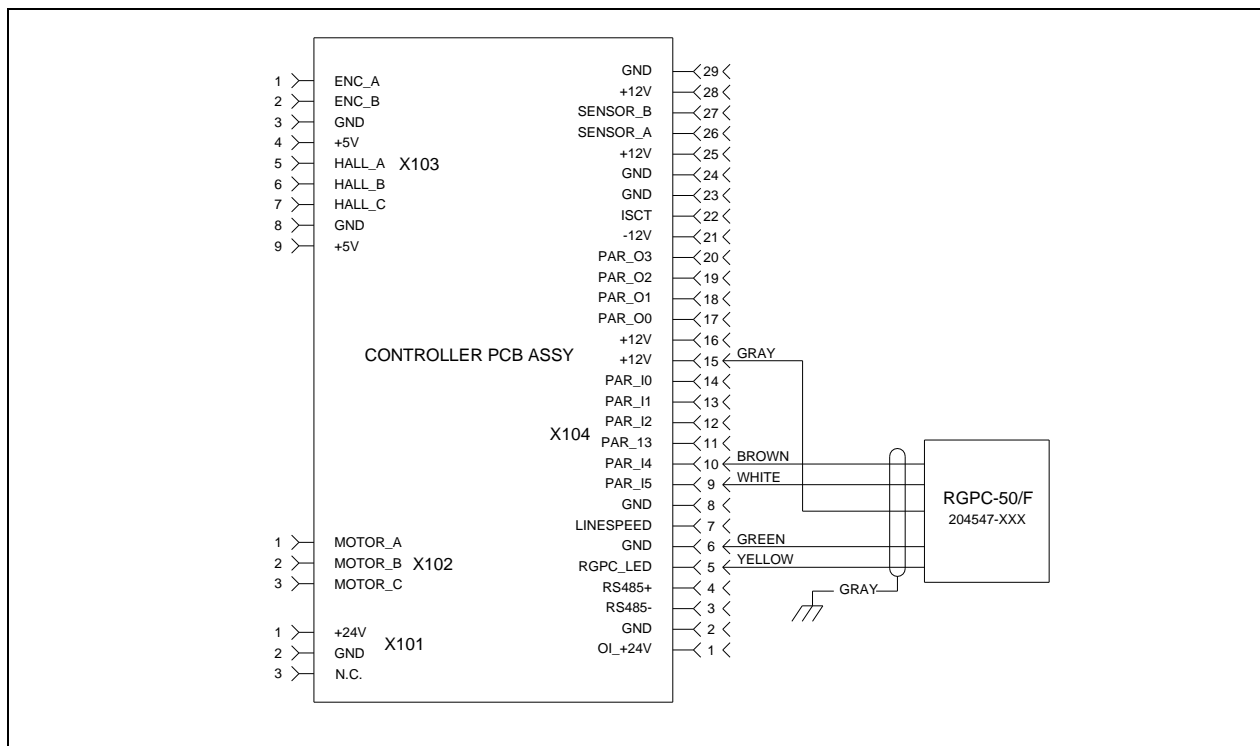 1 ENC_A
2 ENC_B
3 GND
4 +5V
5 HALL_A
6 HALL_B
7 HALL_C
8 GND
9 +5V
X103
CONTROLLER PCB ASSY
1 MOTOR_A
2 MOTOR_B
3 MOTOR_C
X102
1 +24V
2 GND
3 N.C.
X101
GND 29
+12V 28
SENSOR_B 27
SENSOR_A 26
+12V 25
GND 24
GND 23
ISCT 22
-12V 21
PAR_O3 20
PAR_O2 19
PAR_O1 18
PAR_O0 17
+12V 16
+12V 15 GRAY
PAR_I0 14
PAR_I1 13
PAR_I2 12
X104
PAR_13 11
PAR_I4 10 BROWN
PAR_I5 9 WHITE
GND 8
LINESPEED 7
GND 6 GREEN
RGPC_LED 5 YELLOW
RS485+ 4
RS485- 3
GND 2
OI_+24V 1
GRAY
RGPC-50/F
204547-XXX